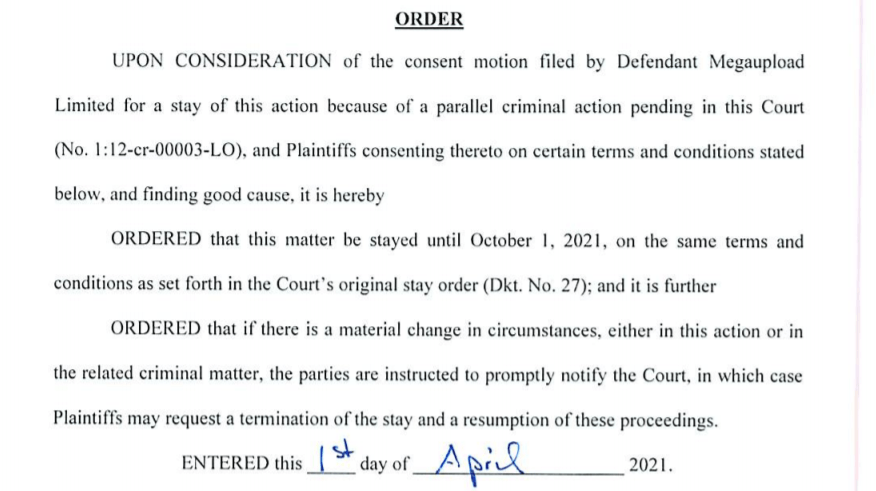 ORDER
UPON CONSIDERATION of the consent motion filed by Defendant Megaupload
Limited for a stay of this action because of a parallel criminal action pending in this Court
(No. 1:12-cr-00003-LO), and Plaintiffs consenting thereto on certain terms and conditions stated
below, and finding good cause, it is hereby
ORDERED that this matter be stayed until October 1, 2021, on the same terms and
conditions as set forth in the Court's original stay order (Dkt. No. 27); and it is further
ORDERED that if there is a material change in circumstances, either in this action or in
the related criminal matter, the parties are instructed to promptly notify the Court, in which case
Plaintiffs may request a termination of the stay and a resumption of these proceedings.
ENTERED this 1st day of April 2021.